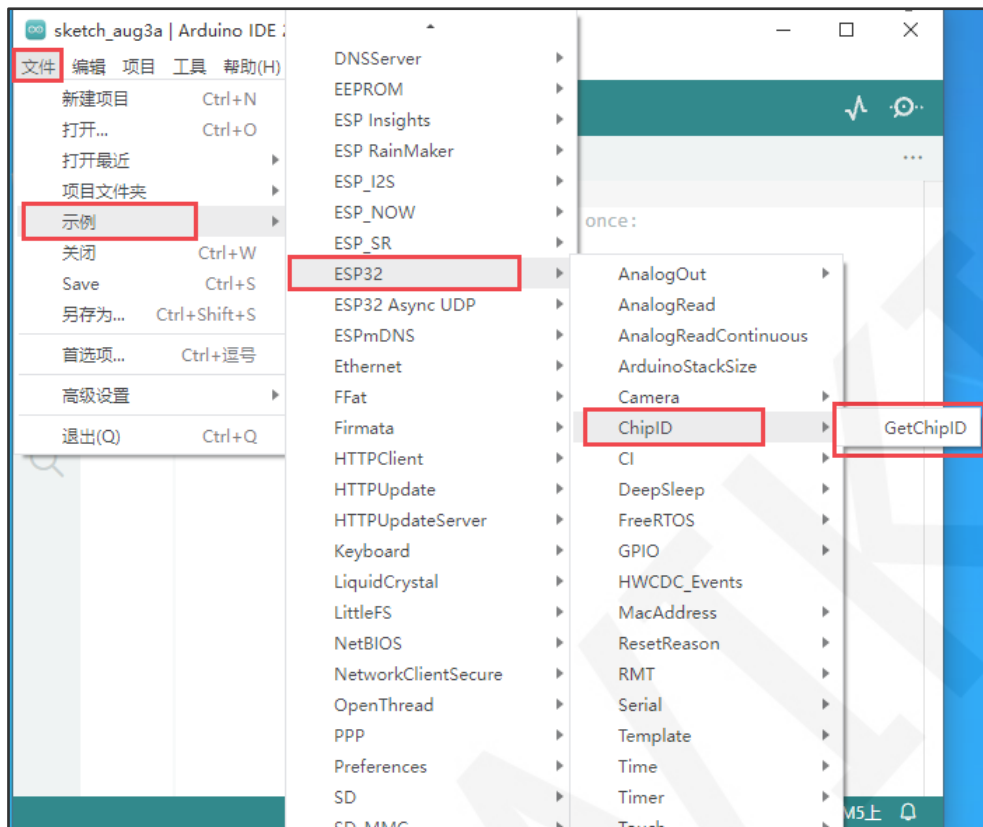 sketch_aug3a | Arduino IDE
文件 编辑 项目 工具 帮助(H)
新建项目 Ctrl+N
打开... Ctrl+O
打开最近
项目文件夹
示例
关闭 Ctrl+W
Save Ctrl+S
另存为... Ctrl+Shift+S
首选项... Ctrl+逗号
高级设置
退出(Q) Ctrl+Q
DNSServer
EEPROM
ESP Insights
ESP RainMaker
ESP_I2S
ESP_NOW
ESP_SR
ESP32
ESP32 Async UDP
ESPmDNS
Ethernet
FFat
Firmata
HTTPClient
HTTPUpdate
HTTPUpdateServer
Keyboard
LiquidCrystal
LittleFS
NetBIOS
NetworkClientSecure
OpenThread
PPP
Preferences
SD
SD_MMC
once:
AnalogOut
AnalogRead
AnalogReadContinuous
ArduinoStackSize
Camera
ChipID
CI
DeepSleep
FreeRTOS
GPIO
HWCDC_Events
MacAddress
ResetReason
RMT
Serial
Template
Time
Timer
Touch
GetChipID
M5上